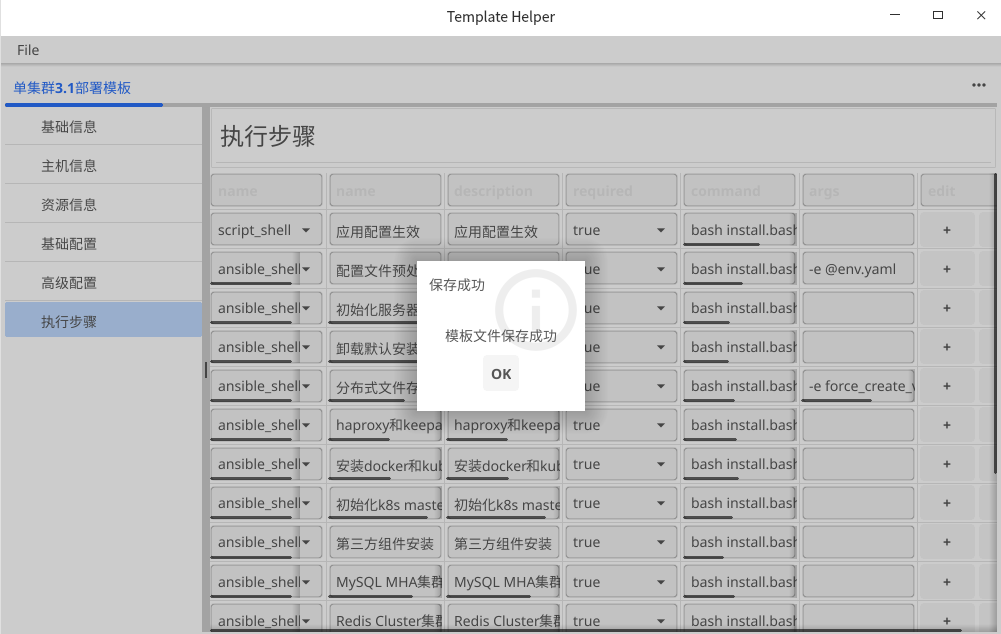 Template Helper
File
单集群3.1部署模板
基础信息
主机信息
资源信息
基础配置
高级配置
执行步骤
执行步骤
name name description required command args edit
script_shell 应用配置生效 应用配置生效 true bash install.bash +
ansible_shell 配置文件预处 ue bash install.bash -e @env.yaml +
ansible_shell 初始化服务器 ue bash install.bash +
ansible_shell 卸载默认安装 ue bash install.bash +
ansible_shell 分布式文件存 ue bash install.bash -e force_create_v +
ansible_shell haproxy和keepa haproxy和keepa true bash install.bash +
ansible_shell 安装docker和kub 安装docker和kub true bash install.bash +
ansible_shell 初始化k8s maste 初始化k8s maste true bash install.bash +
ansible_shell 第三方组件安装 第三方组件安装 true bash install.bash +
ansible_shell MySQL MHA集群 MySQL MHA集群 true bash install.bash +
ansible_shell Redis Cluster集群 Redis Cluster集群 true bash install.bash +
保存成功
模板文件保存成功
OK